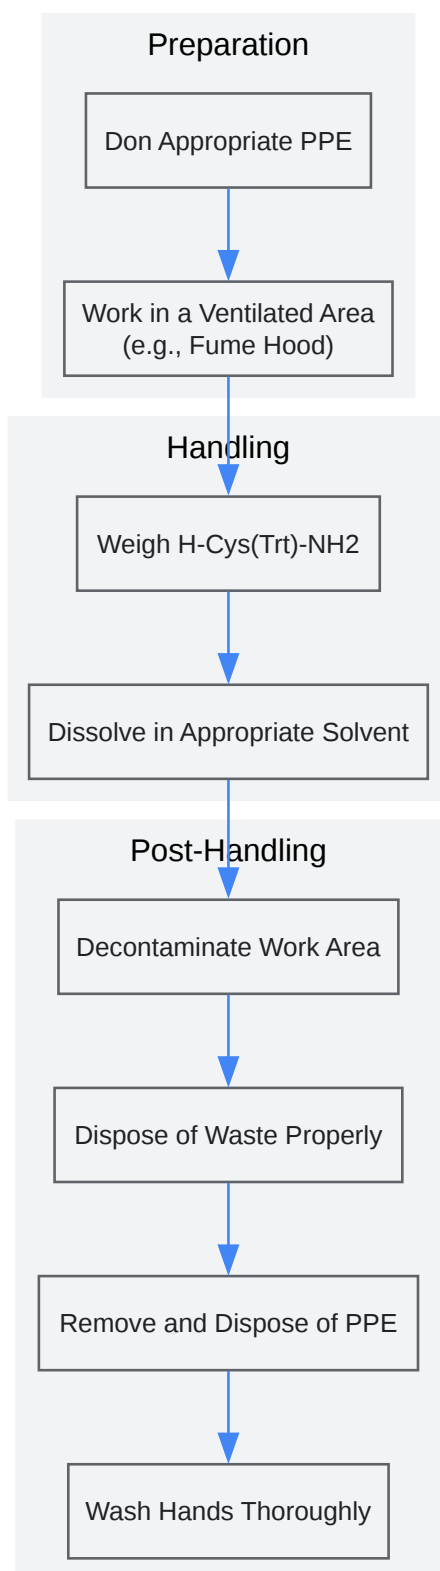 Preparation
Don Appropriate PPE
Work in a Ventilated Area
(e.g., Fume Hood)
Handling
Weigh H-Cys(Trt)-NH2
Dissolve in Appropriate Solvent
Post-Handling
Decontaminate Work Area
Dispose of Waste Properly
Remove and Dispose of PPE
Wash Hands Thoroughly